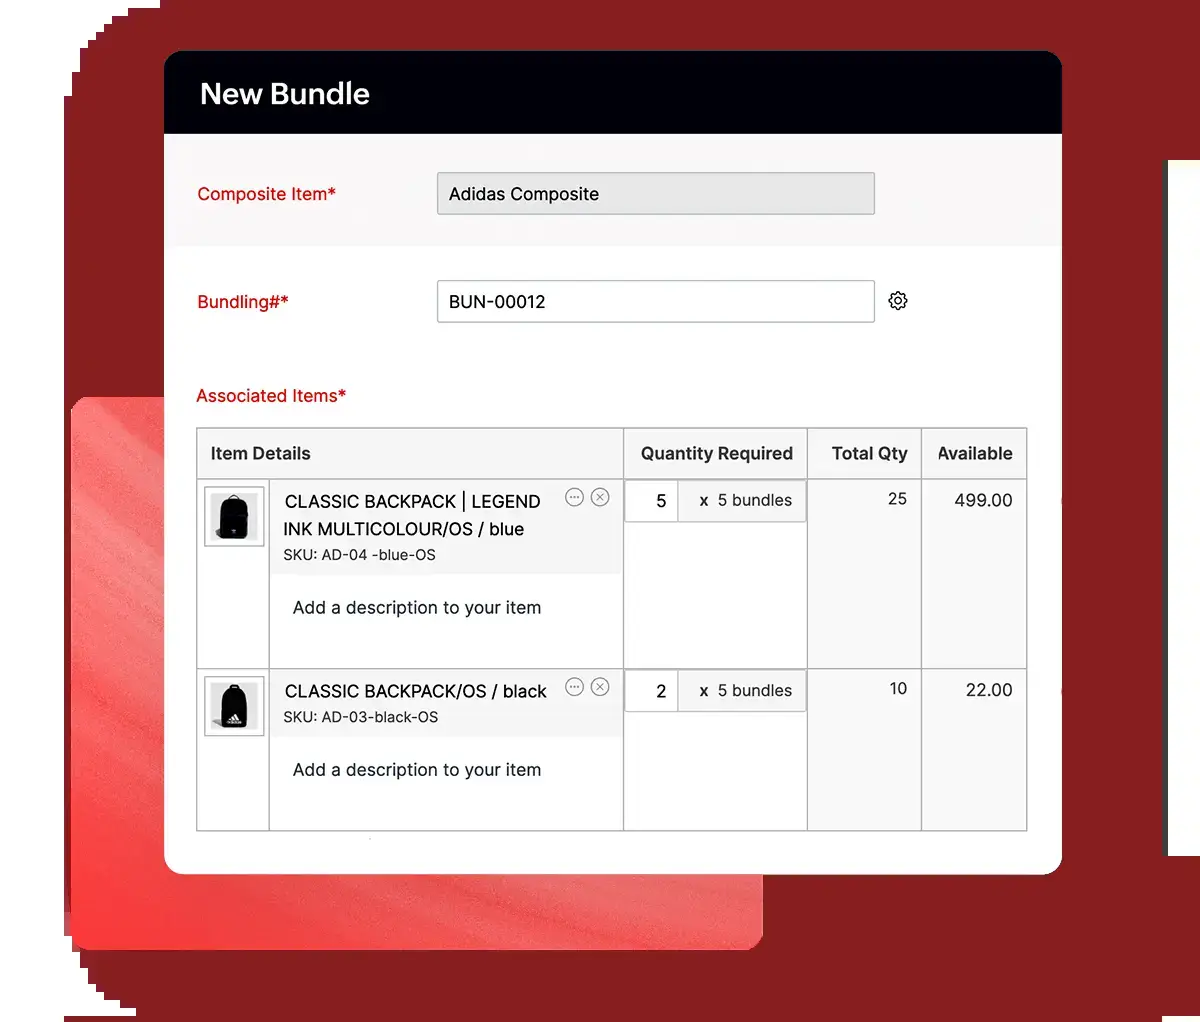 New Bundle
Composite Item*
Adidas Composite
Bundling#*
BUN-00012
Associated Items*
Item Details Quantity Required Total Qty Available
CLASSIC BACKPACK | LEGEND
INK MULTICOLOUR/OS / blue
SKU: AD-04 -blue-OS
5 x 5 bundles 25 499.00
Add a description to your item
CLASSIC BACKPACK/OS / black
SKU: AD-03-black-OS
2 x 5 bundles 10 22.00
Add a description to your item